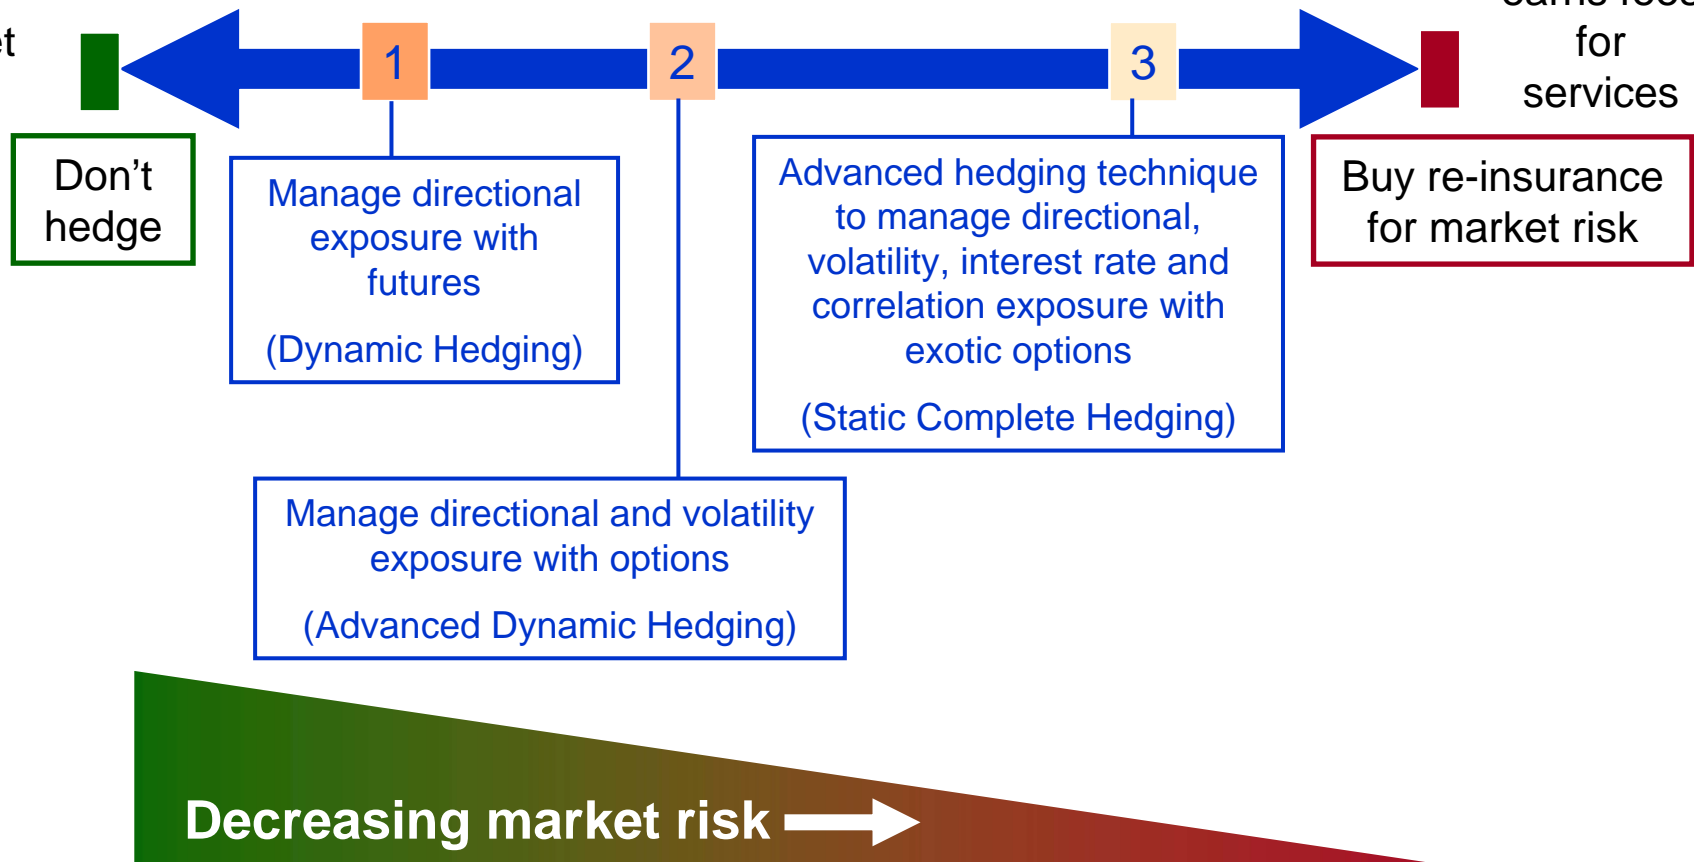 for
services
1
2
3
Don't
hedge
Manage directional
exposure with
futures
(Dynamic Hedging)
Advanced hedging technique
to manage directional,
volatility, interest rate and
correlation exposure with
exotic options
(Static Complete Hedging)
Buy re-insurance
for market risk
Manage directional and volatility
exposure with options
(Advanced Dynamic Hedging)
Decreasing market risk